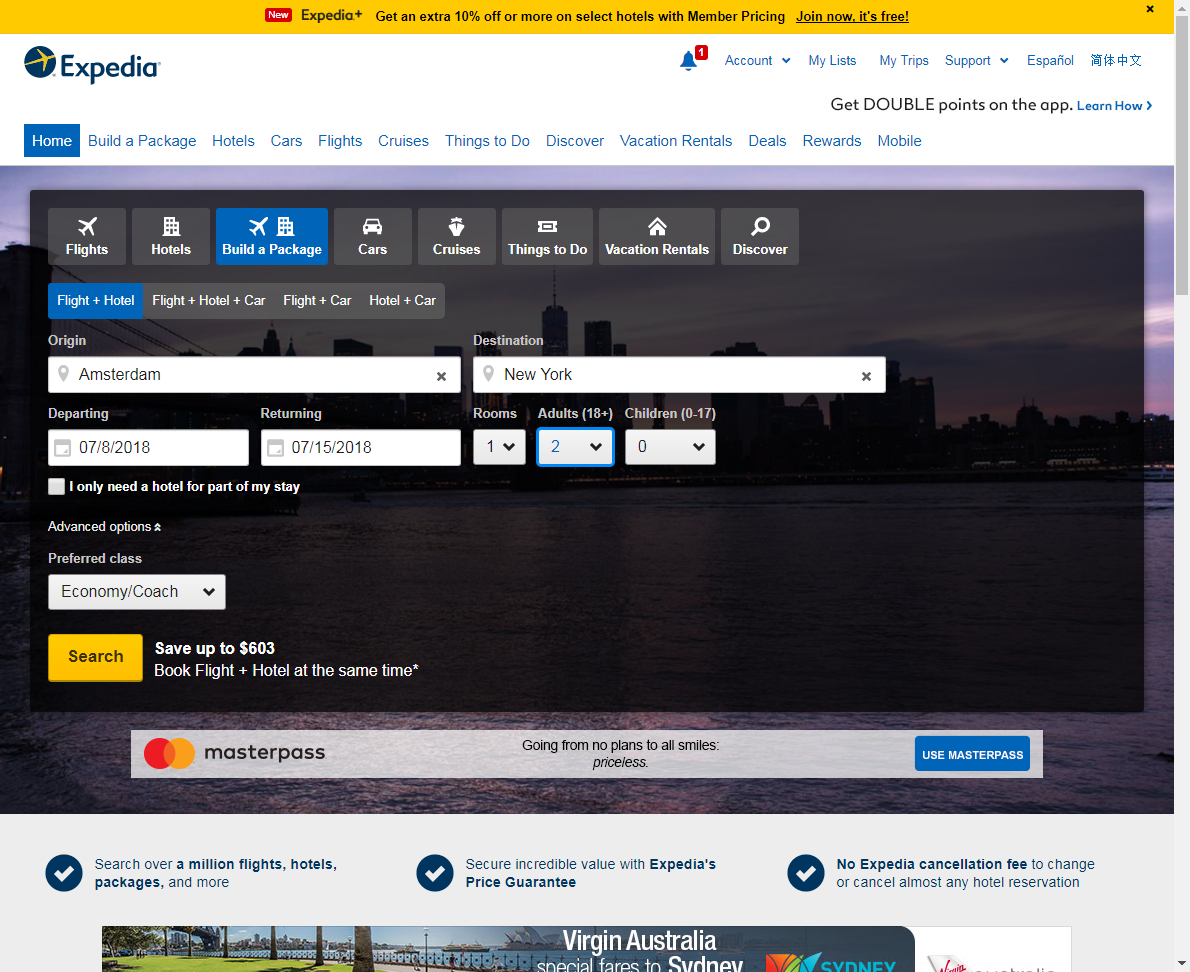 New Expedia+ Get an extra 10% off or more on select hotels with Member Pricing Join now, it's free!
Expedia
1 Account My Lists My Trips Support Español 简体中文
Get DOUBLE points on the app. Learn How
Home Build a Package Hotels Cars Flights Cruises Things to Do Discover Vacation Rentals Deals Rewards Mobile
Flights Hotels Build a Package Cars Cruises Things to Do Vacation Rentals Discover
Flight + Hotel Flight + Hotel + Car Flight + Car Hotel + Car
Origin Destination
Amsterdam New York
Departing Returning Rooms Adults (18+) Children (0-17)
07/8/2018 07/15/2018 1 2 0
I only need a hotel for part of my stay
Advanced options
Preferred class
Economy/Coach
Search
Save up to $603
Book Flight + Hotel at the same time*
masterpass
Going from no plans to all smiles:
priceless.
USE MASTERPASS
Search over a million flights, hotels,
packages, and more
Secure incredible value with Expedia's
Price Guarantee
No Expedia cancellation fee to change
or cancel almost any hotel reservation
Virgin Australia
special fares to Sydney
SYDNEY
Virgin australia